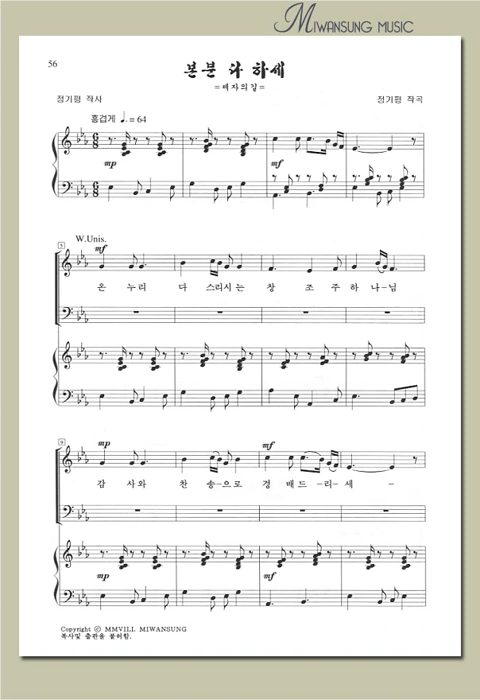 MIWANSUNG MUSIC
56
본분 다 하세
=제자의길=
정기평 작사
정기평 작곡
흥겹게 ♩. = 64
mp
mf
5
W.Unis.
mf
온 누리 다 스리시는 창 조 주 하 나-님
9
mp
mf
감 사와 찬 송-으로 경 배드 -리- 세 -
mp
mf
Copyright ⓒ MMVILL MIWANSUNG
복사및 출판을 불허함.